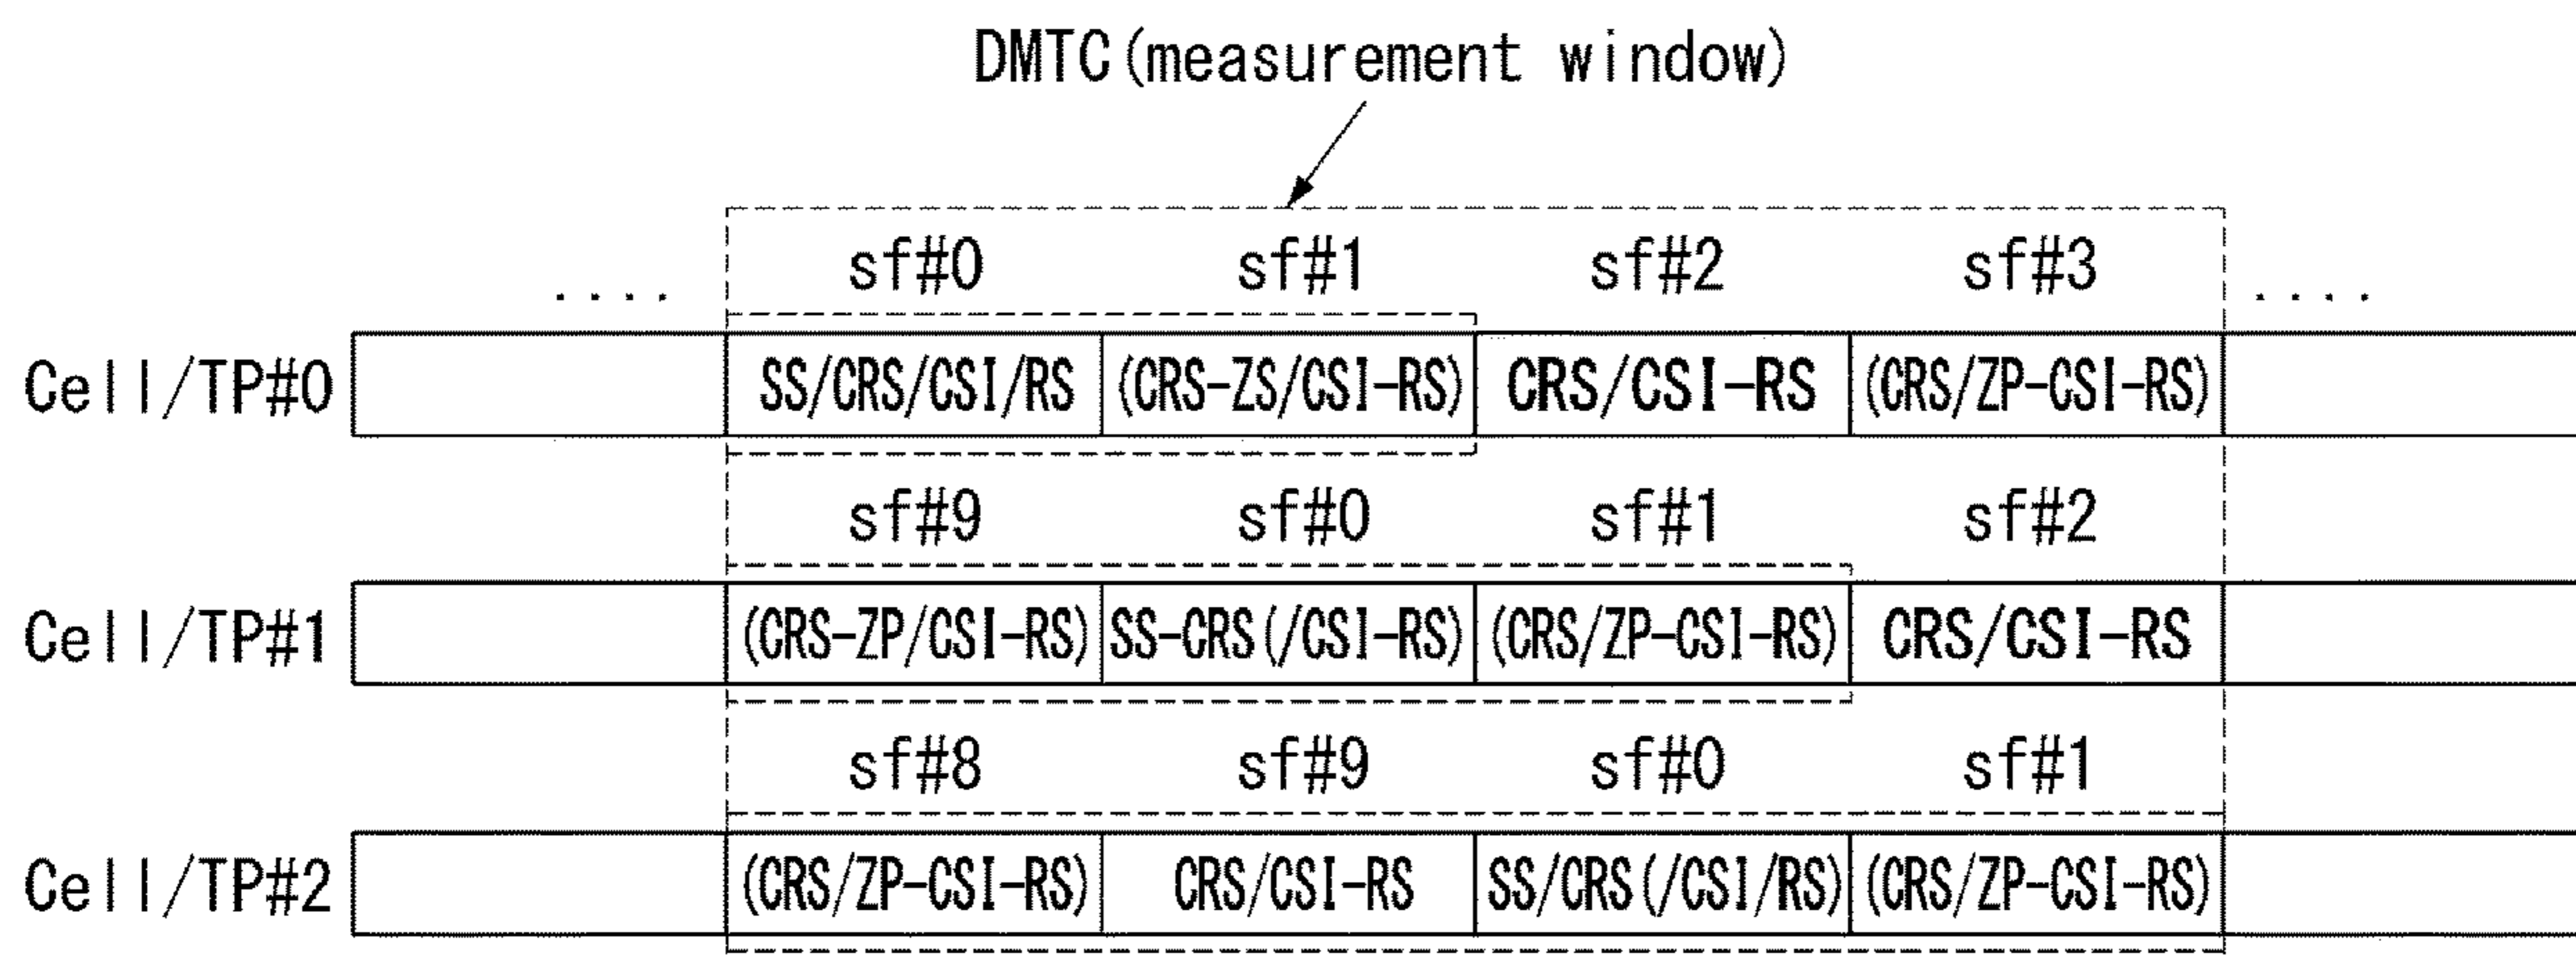 DMTC(measurement window)
sf#0 sf#1 sf#2 sf#3
.... ....
Cell/TP#0 SS/CRS/CSI/RS (CRS-ZS/CSI-RS) CRS/CSI-RS (CRS/ZP-CSI-RS)
sf#9 sf#0 sf#1 sf#2
Cell/TP#1 (CRS-ZP/CSI-RS) SS-CRS(/CSI-RS) (CRS/ZP-CSI-RS) CRS/CSI-RS
sf#8 sf#9 sf#0 sf#1
Cell/TP#2 (CRS/ZP-CSI-RS) CRS/CSI-RS SS/CRS(/CSI/RS) (CRS/ZP-CSI-RS)